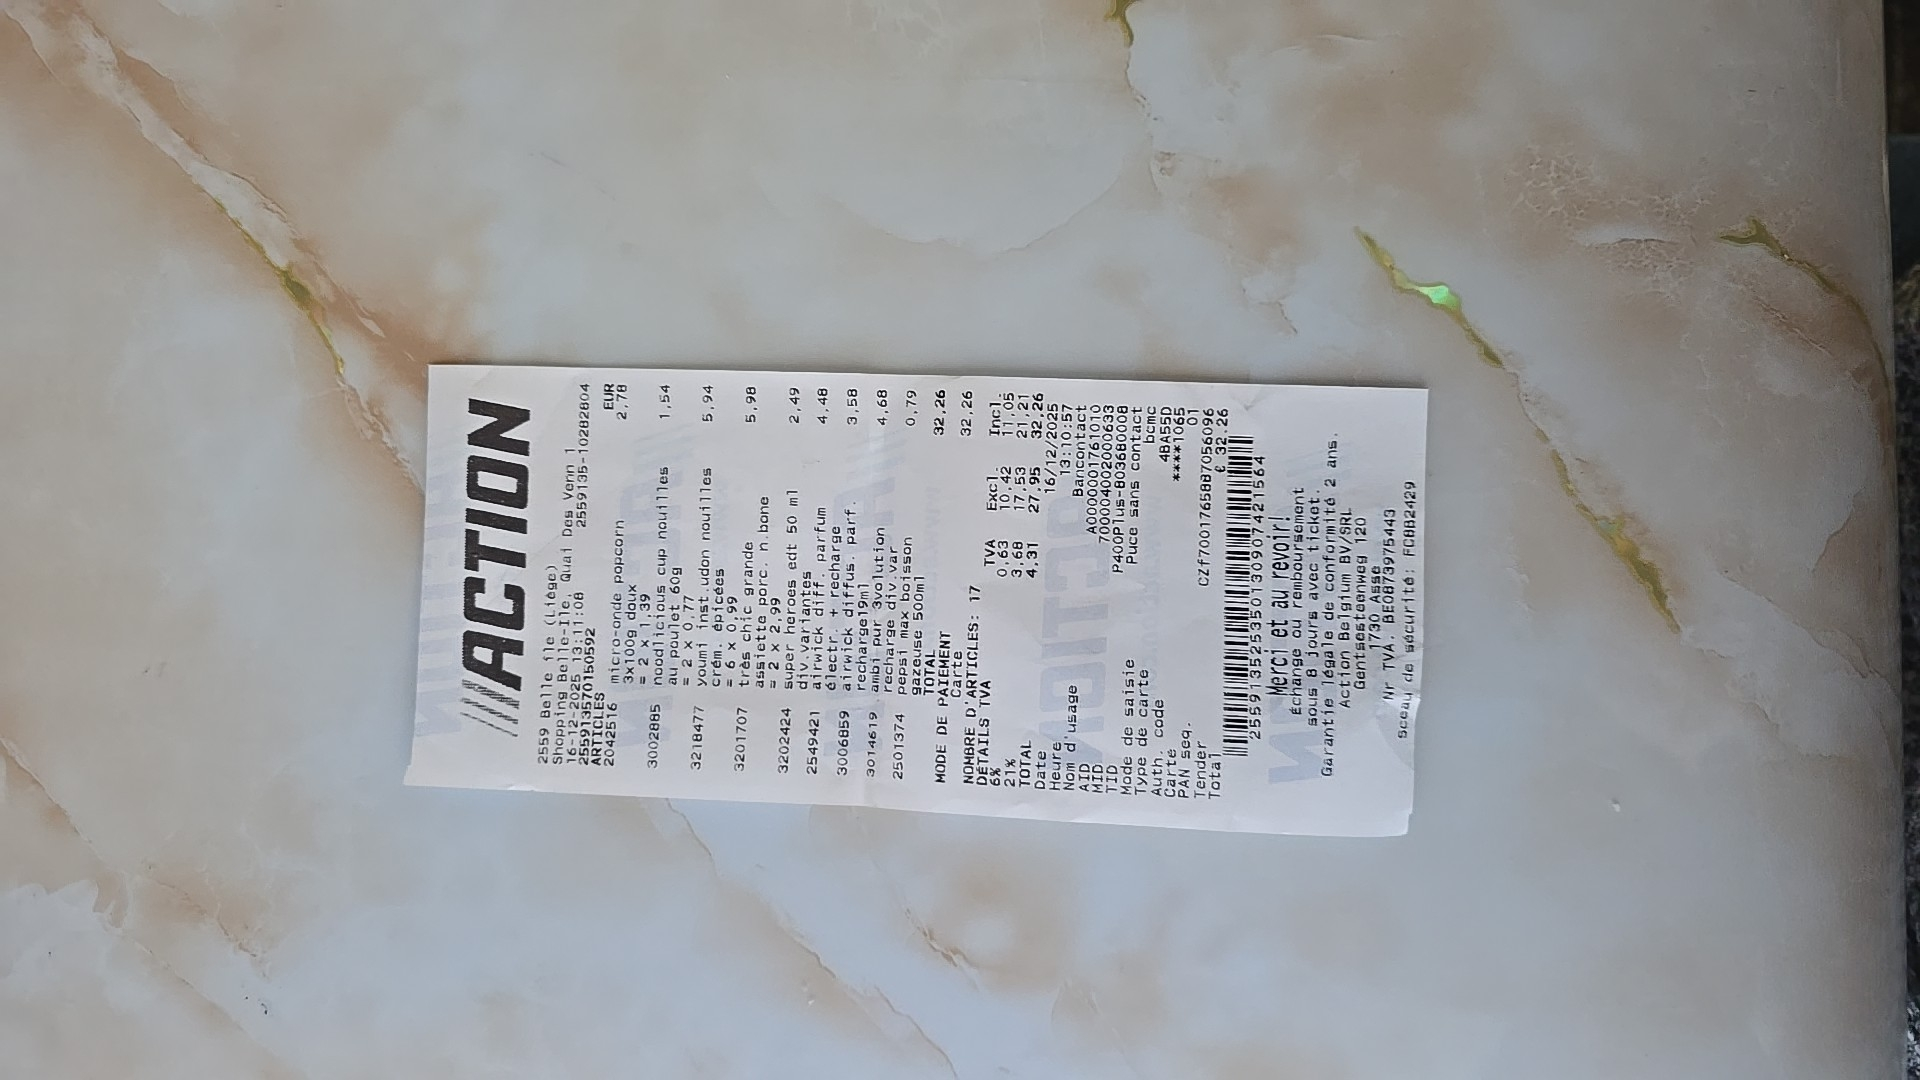 ACTION
2559 Belle île (Liège)
Shopping Belle-Ile, Quai Des Venn 1
16-12-2025 13:11:08 2559135-10282804
255913570150592
ARTICLES EUR
2042516 micro-onde popcorn 2,78
3x100g doux
= 2 x 1,39
3002885 noodlicious cup nouilles 1,54
au poulet 60g
= 2 x 0,77
3218477 youmi inst.udon nouilles 5,94
crém. épicées
= 6 x 0,99
3201707 très chic grande 5,98
assiette porc. n.bone
= 2 x 2,99
3202424 super heroes edt 50 ml 2,49
div.variantes
2549421 airwick diff. parfum 4,48
électr. + recharge
3006859 airwick diffus. parf. 3,58
recharge19ml
3014619 ambi-pur 3volution 4,68
recharge div.var
2501374 pepsi max boisson 0,79
gazeuse 500ml
TOTAL 32,26
MODE DE PAIEMENT
Carte 32,26
NOMBRE D'ARTICLES: 17
DÉTAILS TVA TVA Excl. Incl.
6% 0,63 10,42 11,05
21% 3,68 17,53 21,21
TOTAL 4,31 27,95 32,26
Date 16/12/2025
Heure 13:10:57
Nom d'usage Bancontact
AID A0000001761010
MID 700004002000633
TID P400Plus-803680008
Mode de saisie Puce sans contact
Type de carte bcmc
Auth. code 4BA55D
Carte ****1065
PAN seq. 01
Tender CZf7001765887056096
Total € 32,26
Merci et au revoir!
Échange ou remboursement
sous 8 jours avec ticket.
Garantie légale de conformité 2 ans.
Action Belgium BV/SRL
Gentsesteenweg 120
1730 Asse
Nr TVA. BE0873975443
Sceau de sécurité: FCBB2429